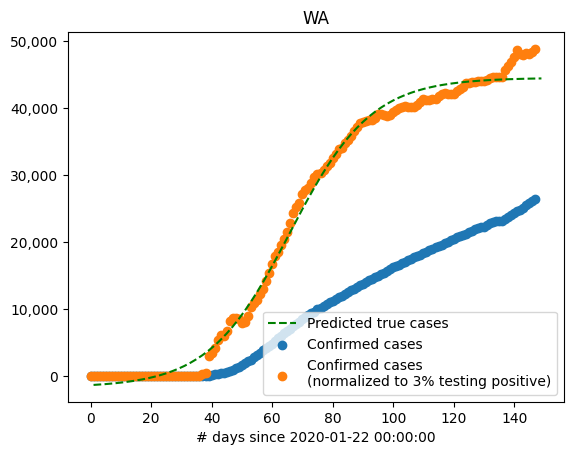 WA
50,000
40,000
30,000
20,000
10,000
0
Predicted true cases
Confirmed cases
Confirmed cases
(normalized to 3% testing positive)
0 20 40 60 80 100 120 140
# days since 2020-01-22 00:00:00